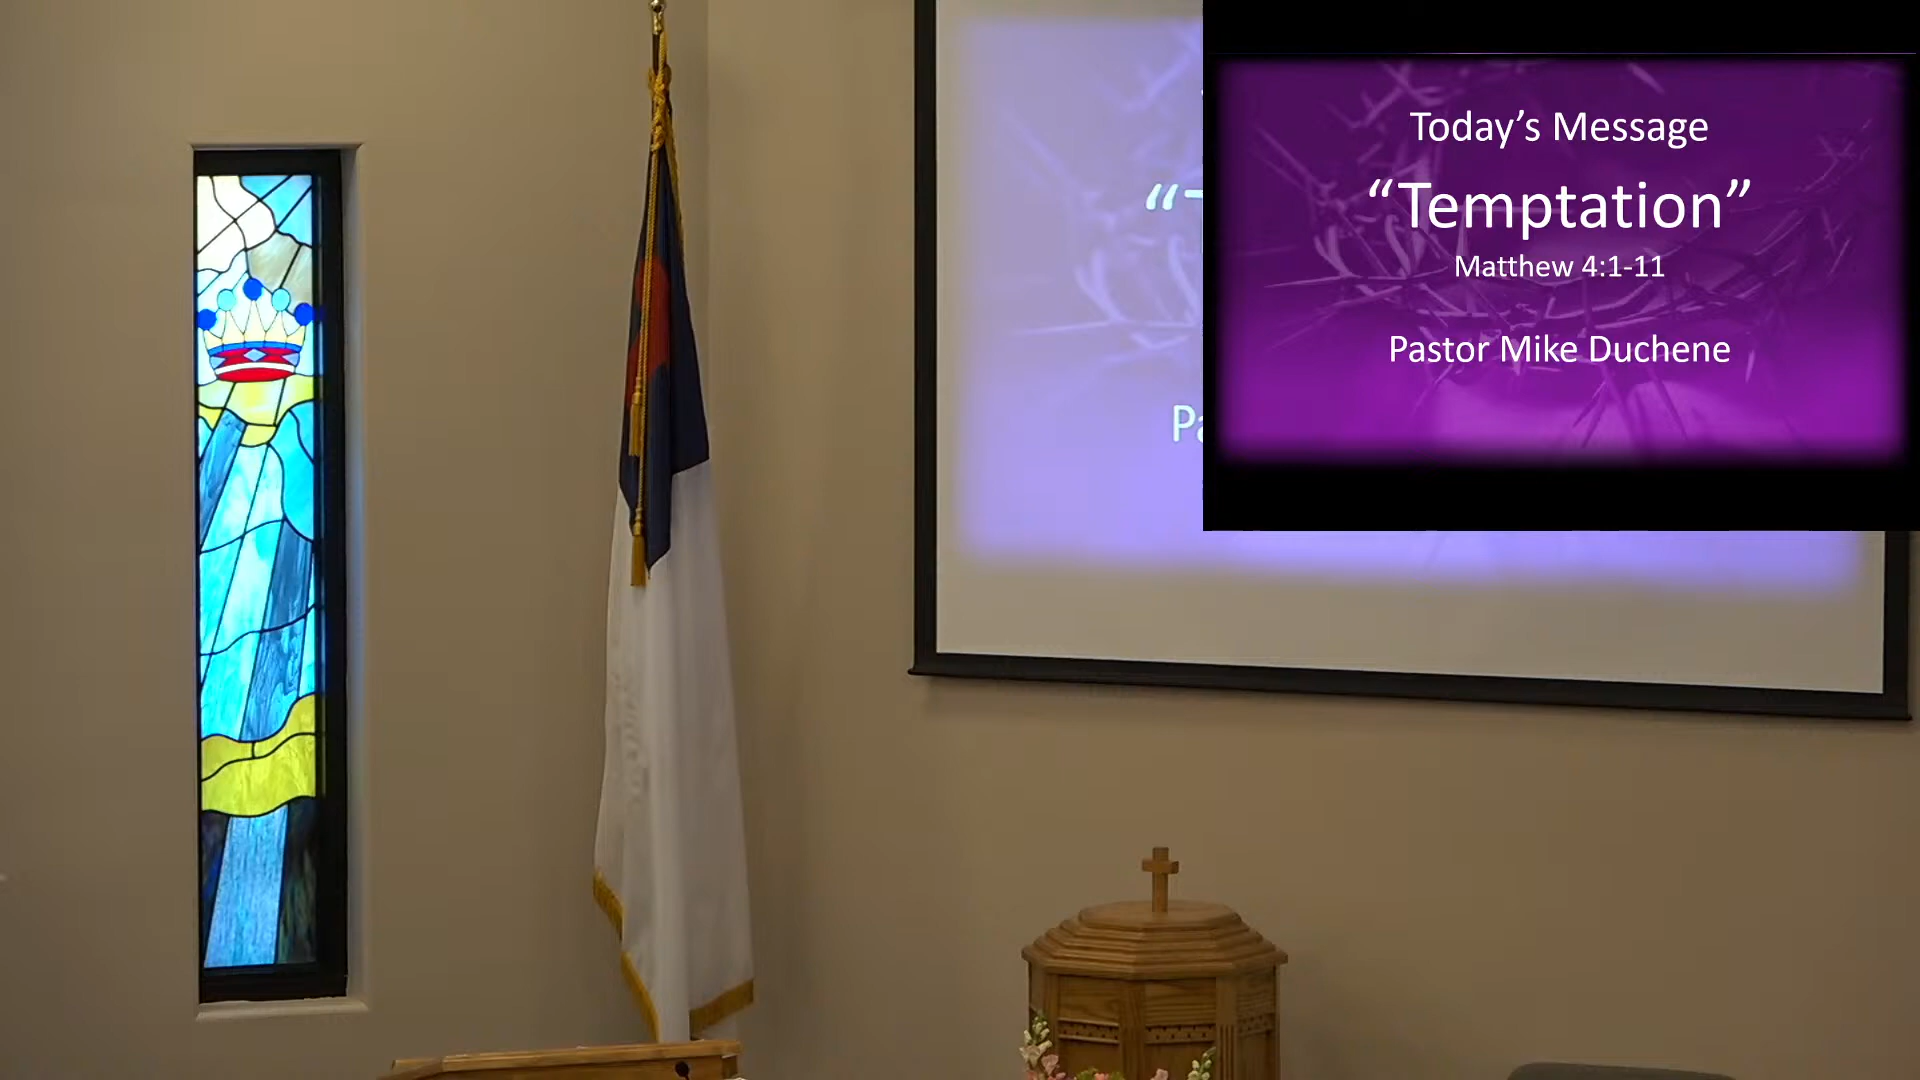 Today’s Message
“Temptation”
Matthew 4:1-11
Pastor Mike Duchene